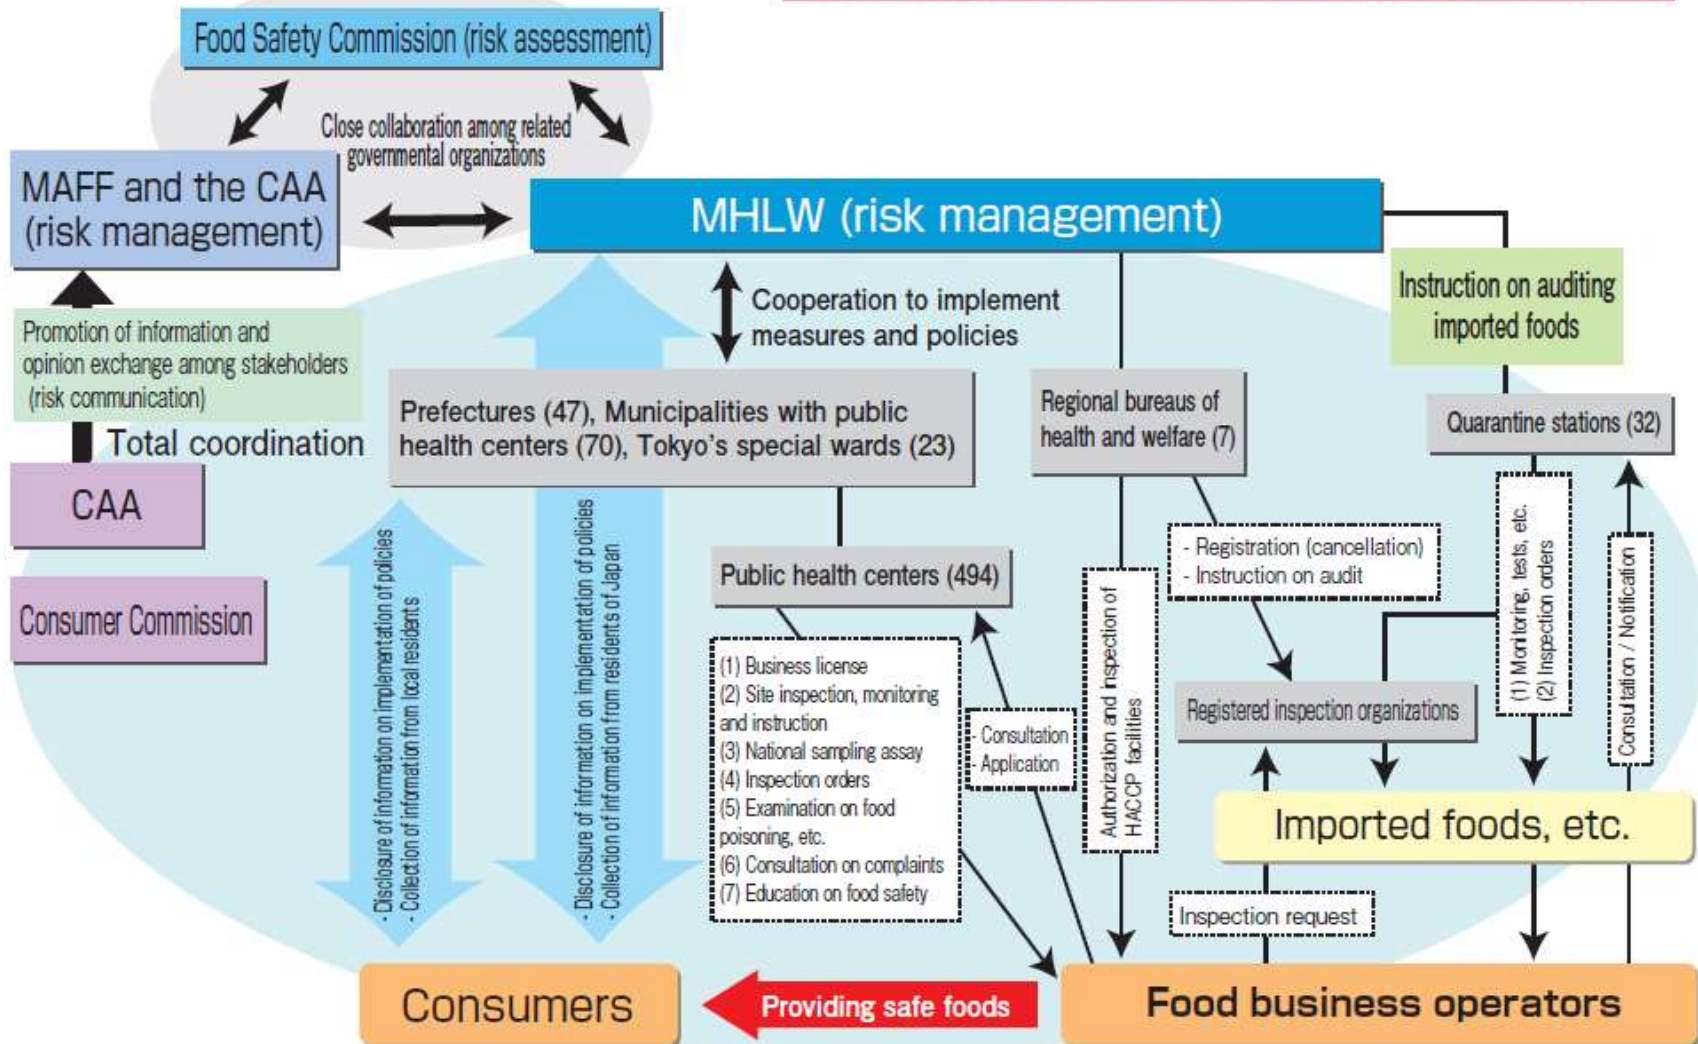 Food Safety Commission (risk assessment)
Close collaboration among related
governmental organizations
MAFF and the CAA
(risk management)
MHLW (risk management)
Instruction on auditing
imported foods
Promotion of information and
opinion exchange among stakeholders
(risk communication)
Total coordination
CAA
Consumer Commission
Cooperation to implement
measures and policies
Prefectures (47), Municipalities with public
health centers (70), Tokyo's special wards (23)
Regional bureaus of
health and welfare (7)
Quarantine stations (32)
- Disclosure of information on implementation of policies
- Collection of information from local residents
- Disclosure of information on implementation of policies
- Collection of information from residents of Japan
Public health centers (494)
(1) Business license
(2) Site inspection, monitoring
and instruction
(3) National sampling assay
(4) Inspection orders
(5) Examination on food
poisoning, etc.
(6) Consultation on complaints
(7) Education on food safety
- Consultation
- Application
Authorization and inspection of
HACCP facilities
- Registration (cancellation)
- Instruction on audit
(1) Monitoring, tests, etc.
(2) Inspection orders
Consultation / Notification
Registered inspection organizations
Imported foods, etc.
Inspection request
Consumers
Providing safe foods
Food business operators